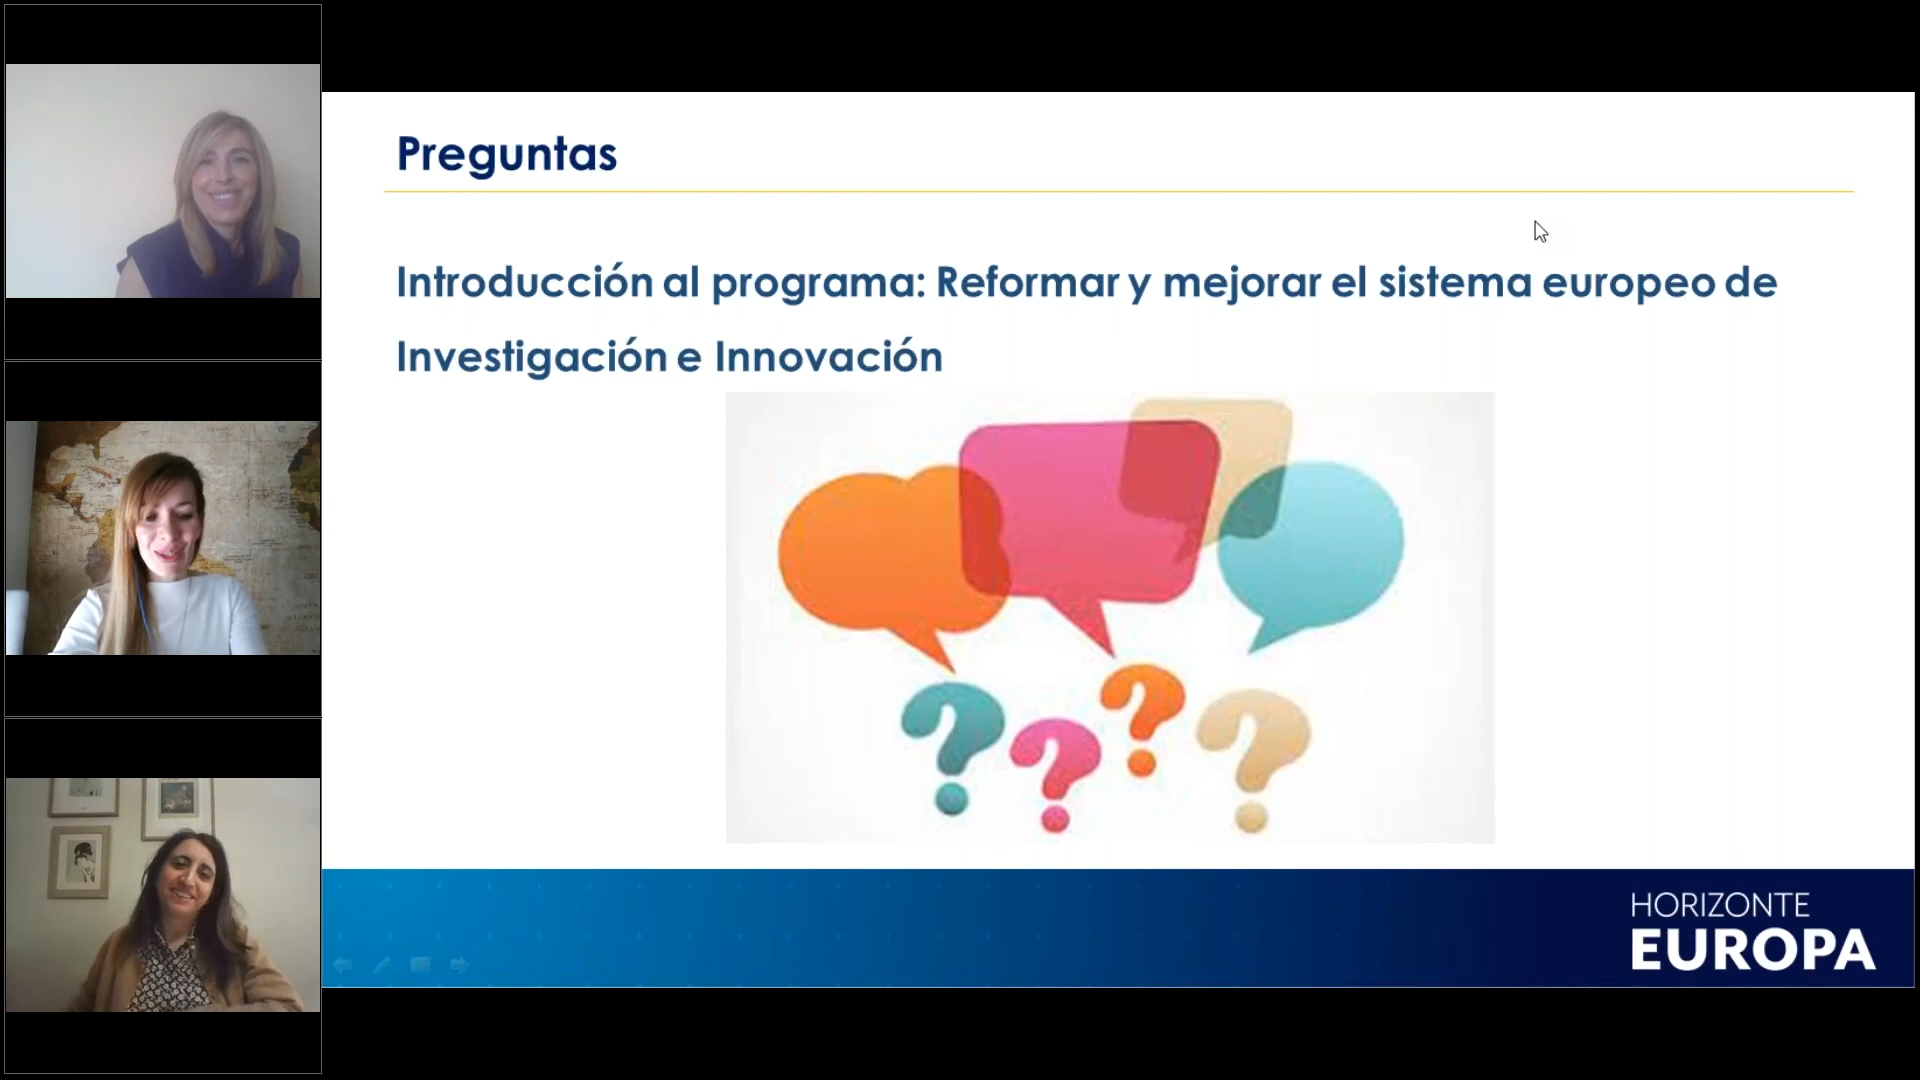 Preguntas
Introducción al programa: Reformar y mejorar el sistema europeo de
Investigación e Innovación
? ? ? ?
HORIZONTE
EUROPA